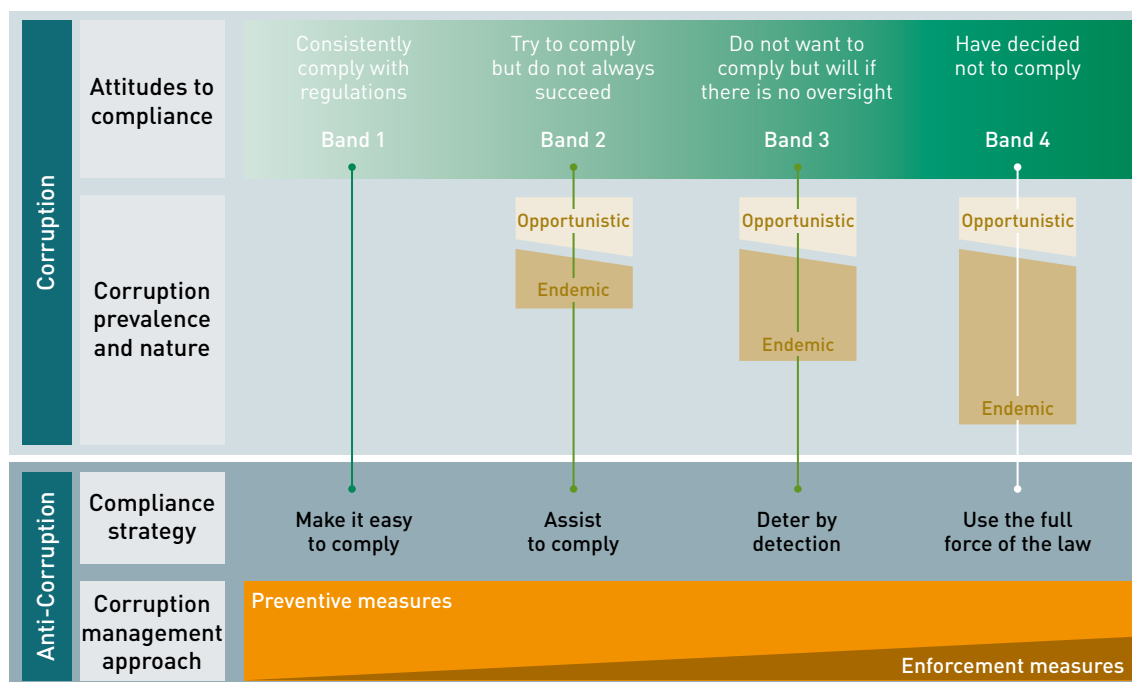 Corruption
Attitudes to
compliance
Consistently
comply with
regulations
Band 1
Try to comply
but do not always
succeed
Band 2
Do not want to
comply but will if
there is no oversight
Band 3
Have decided
not to comply
Band 4
Corruption
prevalence
and nature
Opportunistic
Endemic
Opportunistic
Endemic
Opportunistic
Endemic
Anti-Corruption
Compliance
strategy
Make it easy
to comply
Assist
to comply
Deter by
detection
Use the full
force of the law
Corruption
management
approach
Preventive measures
Enforcement measures